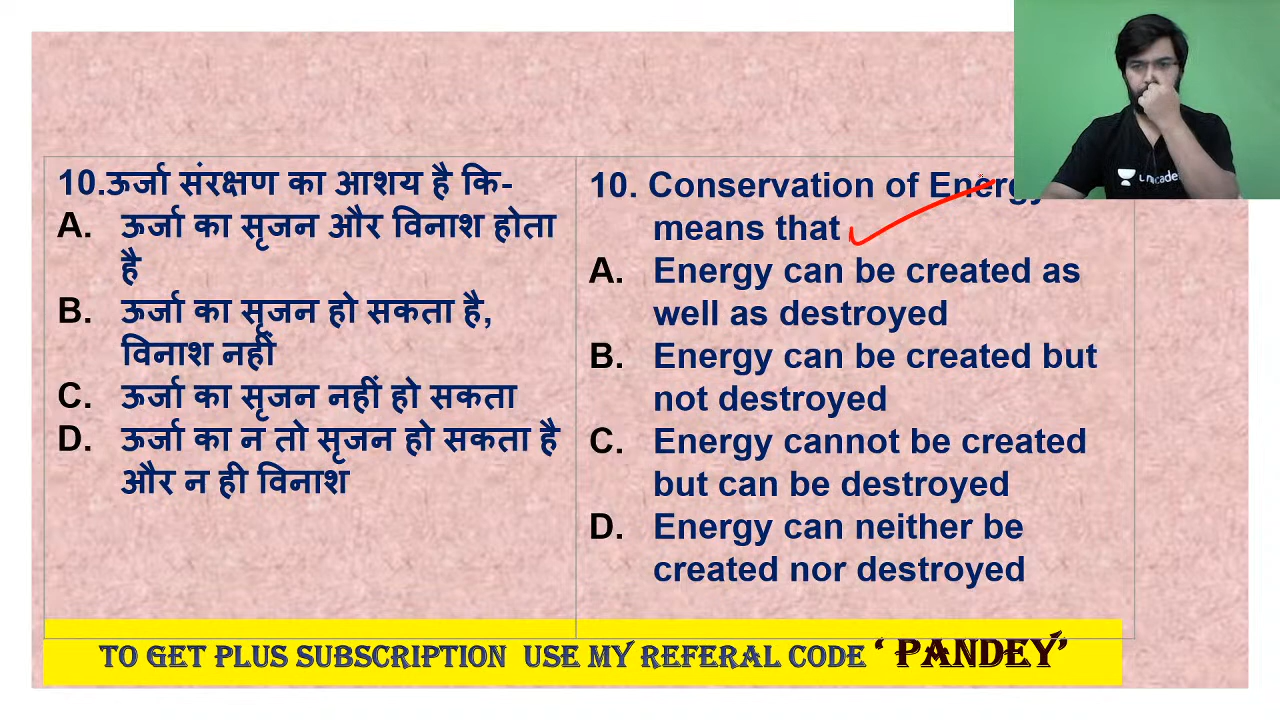 10.ऊर्जा संरक्षण का आशय है कि-
A. ऊर्जा का सृजन और विनाश होता
है
B. ऊर्जा का सृजन हो सकता है,
विनाश नहीं
C. ऊर्जा का सृजन नहीं हो सकता
D. ऊर्जा का न तो सृजन हो सकता है
और न ही विनाश
10. Conservation of Energy
means that
A. Energy can be created as
well as destroyed
B. Energy can be created but
not destroyed
C. Energy cannot be created
but can be destroyed
D. Energy can neither be
created nor destroyed
TO GET PLUS SUBSCRIPTION USE MY REFERAL CODE ‘ PANDEY’